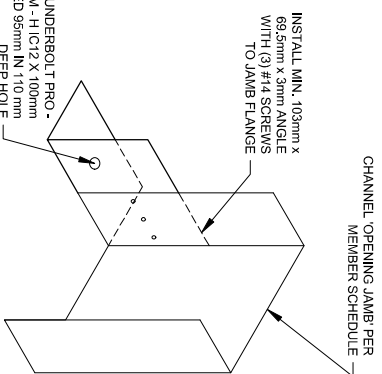 CHANNEL 'OPENING JAMB' PER
MEMBER SCHEDULE
INSTALL MIN. 103mm x
69.5mm x 3mm ANGLE
WITH (3) #14 SCREWS
TO JAMB FLANGE
UNDERBOLT PRO -
M - H IC12 X 100mm
ED 95mm IN 110 mm
DEEP HOLE